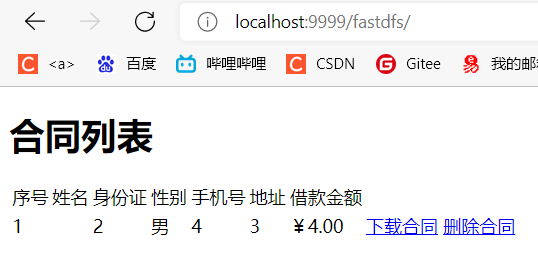 localhost:9999/fastdfs/
C <a> du 百度 哔哩哔哩 C CSDN G Gitee 易 我的邮
合同列表
序号 姓名 身份证 性别 手机号 地址 借款金额
1 2 男 4 3 ￥4.00 下载合同 删除合同